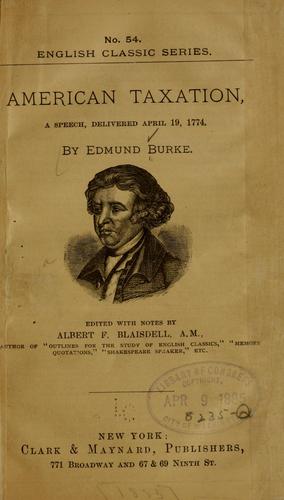 No. 54.
ENGLISH CLASSIC SERIES.
AMERICAN TAXATION,
A SPEECH, DELIVERED APRIL 19, 1774.
BY EDMUND BURKE.
EDITED WITH NOTES BY
ALBERT F. BLAISDELL, A.M.,
AUTHOR OF "OUTLINES FOR THE STUDY OF ENGLISH CLASSICS," "MEMORY
QUOTATIONS," "SHAKESPEARE SPEAKER," ETC.
LIBRARY OF CONGRESS
COPYRIGHT
APR 9
8235-Q
NEW YORK:
CLARK & MAYNARD, PUBLISHERS,
771 BROADWAY AND 67 & 69 NINTH ST.